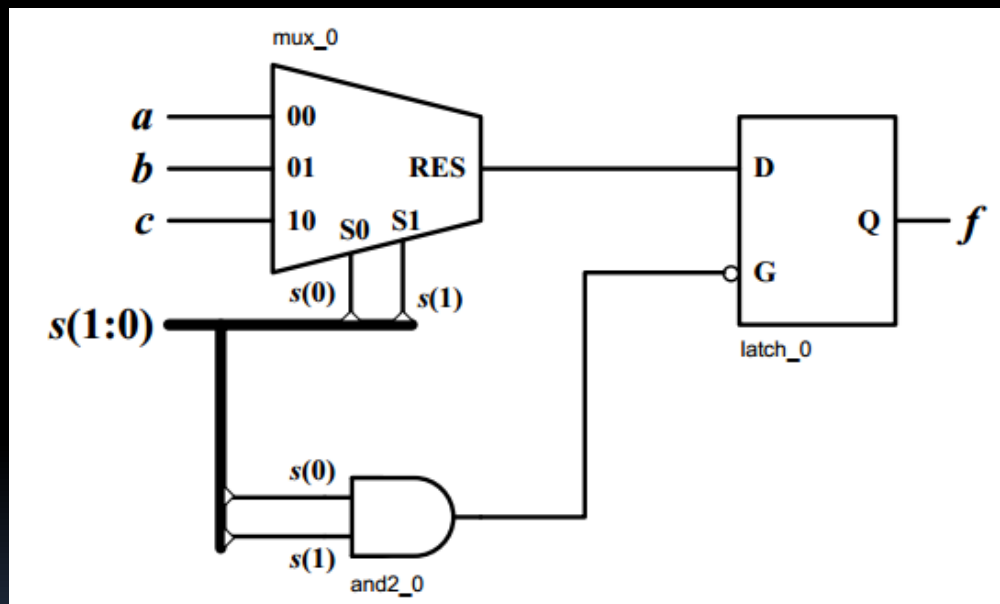 mux_0
a
00
b
01
RES
D
c
10
S0
S1
Q
f
s(0)
s(1)
G
s(1:0)
latch_0
s(0)
s(1)
and2_0